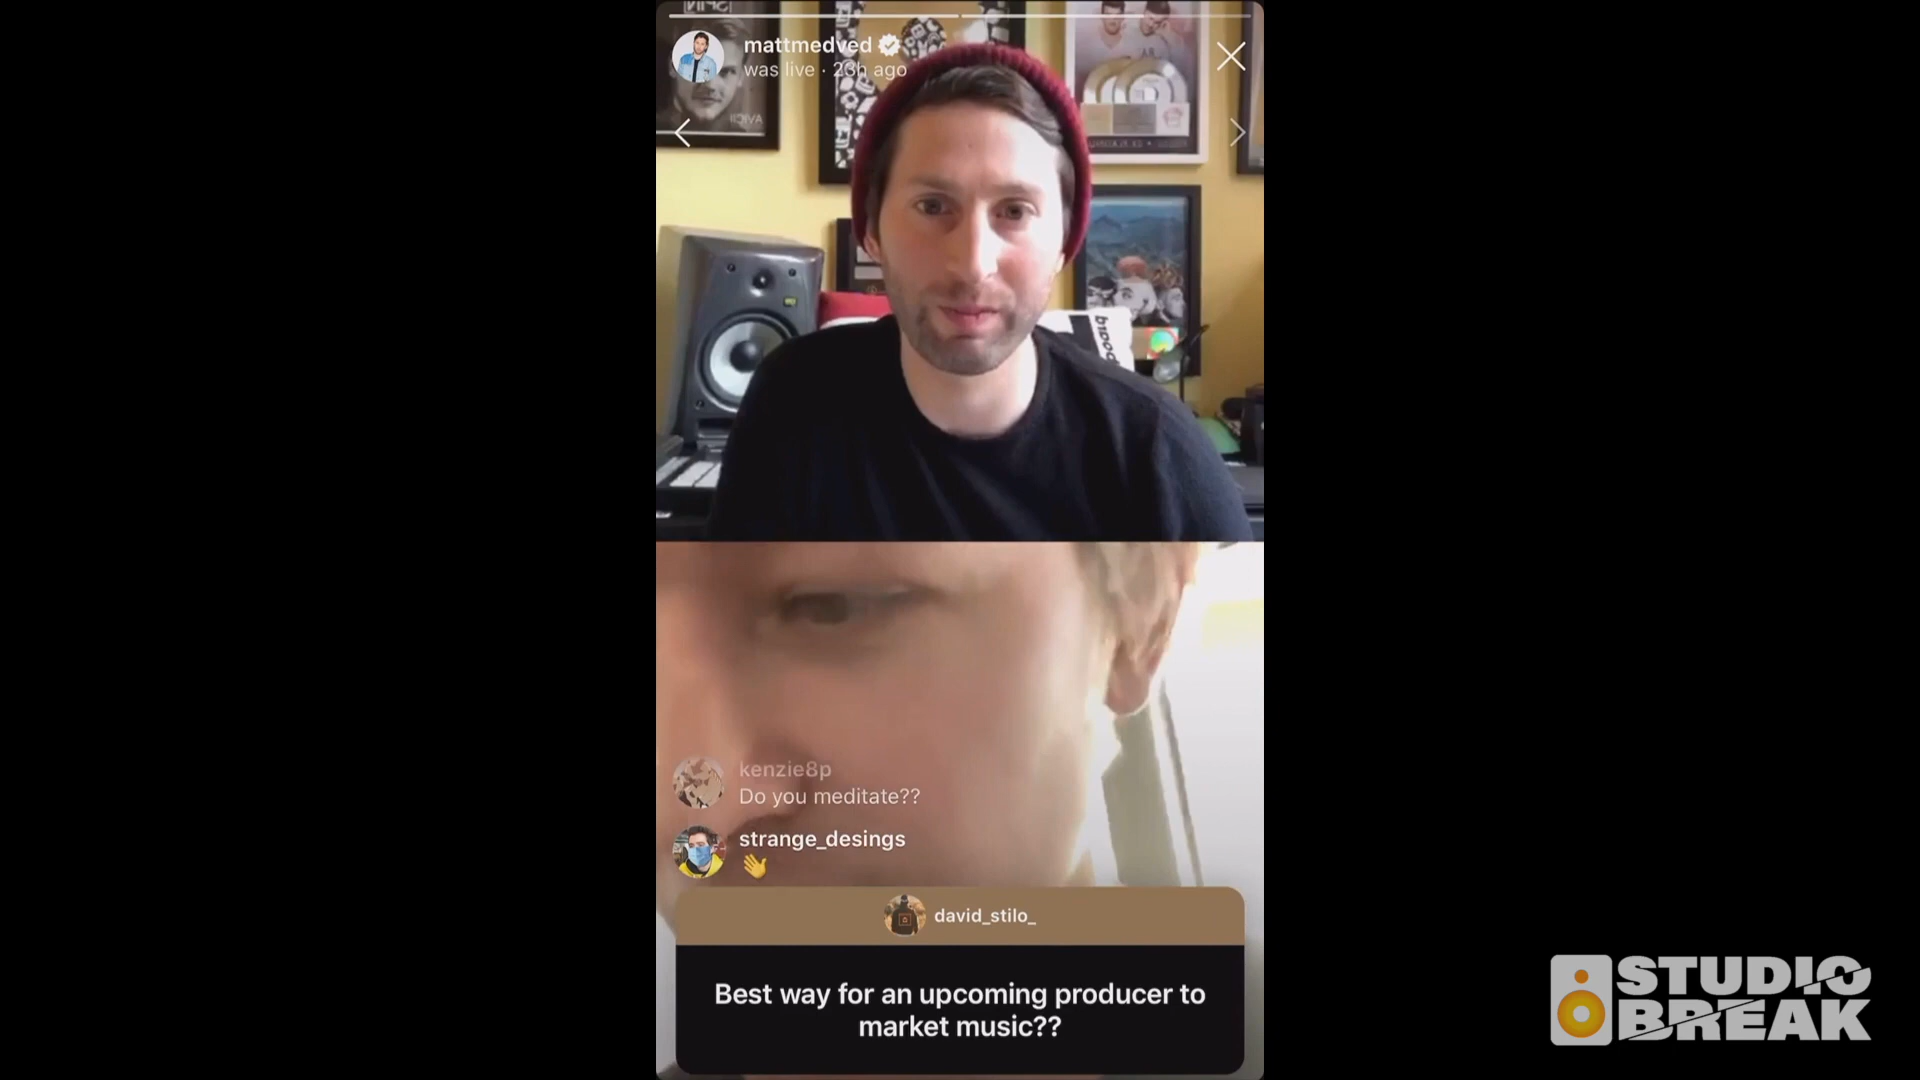 mattmedved
was live · 23h ago
kenzie8p
Do you meditate??
strange_desings
david_stilo_
Best way for an upcoming producer to
market music??
STUDIO
BREAK